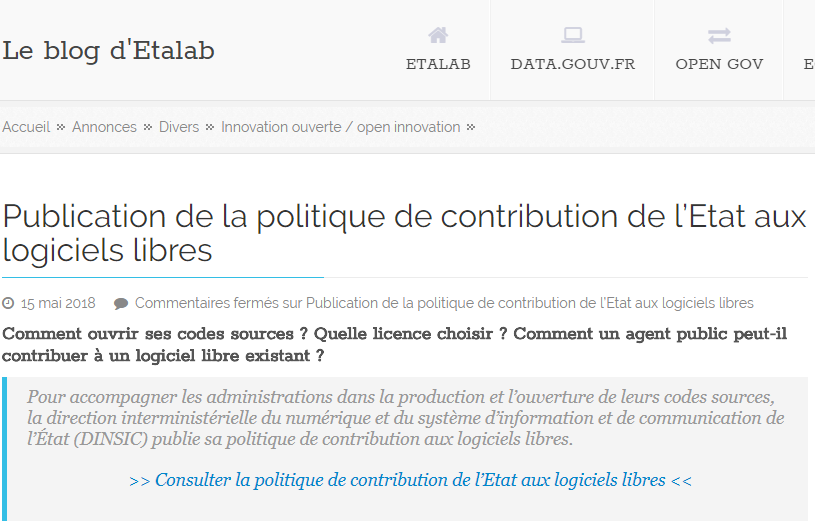 Le blog d'Etalab
ETALAB
DATA.GOUV.FR
OPEN GOV
Accueil
Annonces
Divers
Innovation ouverte / open innovation
Publication de la politique de contribution de l'Etat aux
logiciels libres
15 mai 2018
Commentaires fermés sur Publication de la politique de contribution de l'Etat aux logiciels libres
Comment ouvrir ses codes sources ? Quelle licence choisir ? Comment un agent public peut-il
contribuer à un logiciel libre existant ?
Pour accompagner les administrations dans la production et l'ouverture de leurs codes sources,
la direction interministérielle du numérique et du système d'information et de communication de
l'État (DINSIC) publie sa politique de contribution aux logiciels libres.
>> Consulter la politique de contribution de l'Etat aux logiciels libres <<